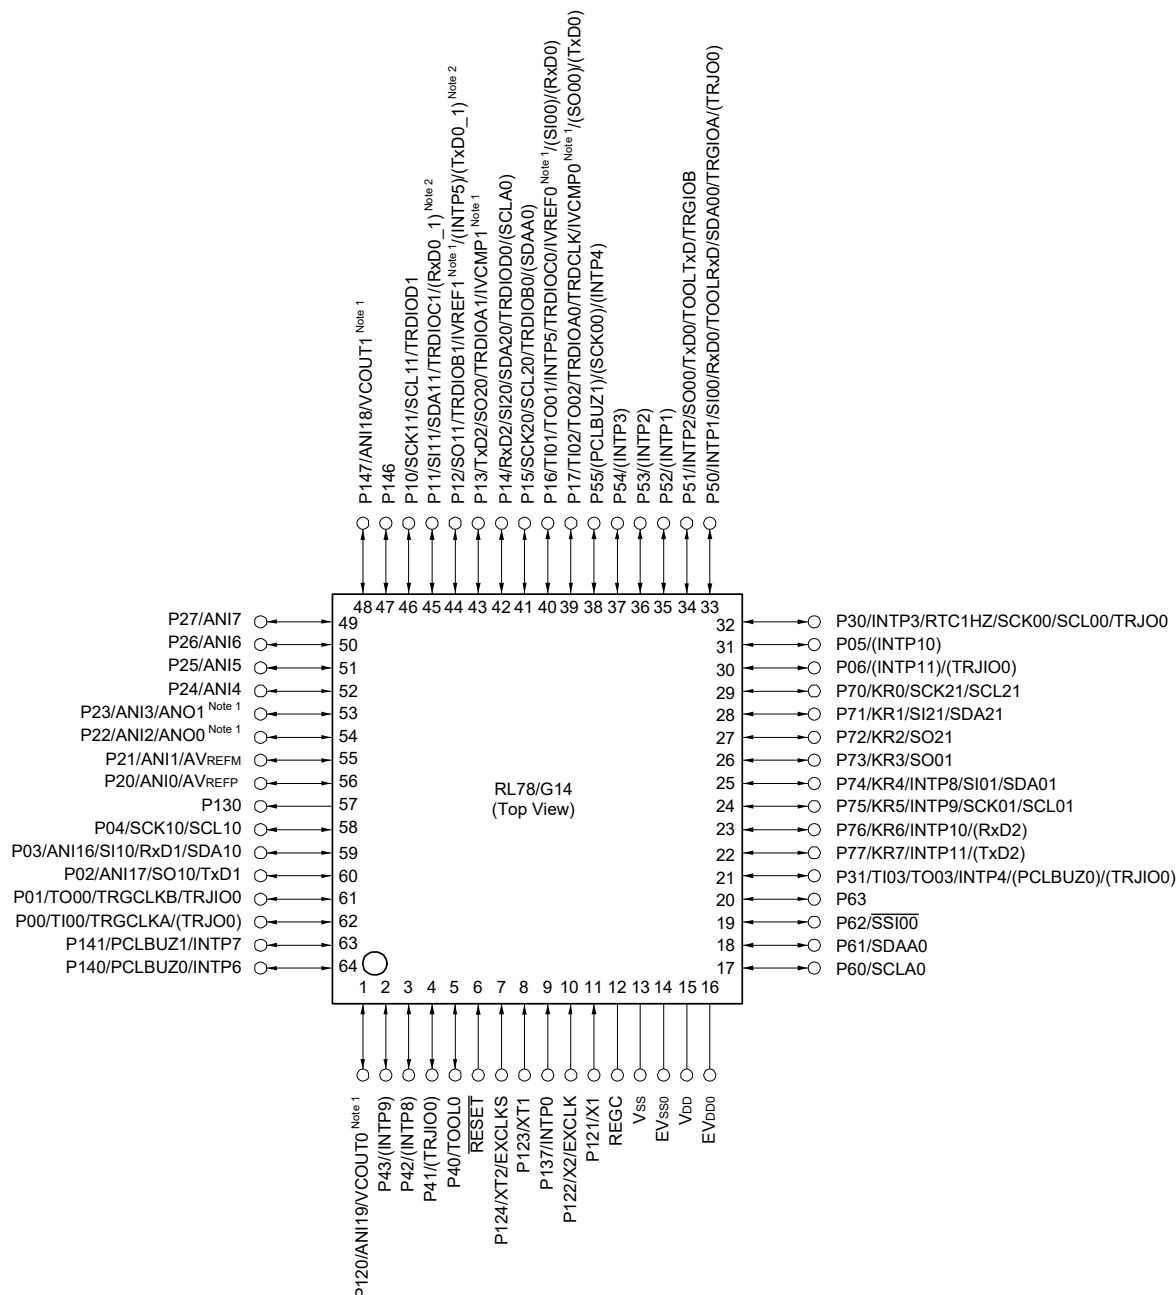 P147/ANI18/VCOUT1 Note 1
P146
P10/SCK11/SCL11/TRDIOD1
P11/SI11/SDA11/TRDIOC1/(RxD0_1) Note 2
P12/SO11/TRDIOB1/IVREF1 Note 1/(INTP5)/(TxD0_1) Note 2
P13/TxD2/SO20/TRDIOA1/IVCMP1 Note 1
P14/RxD2/SI20/SDA20/TRDIOD0/(SCLA0)
P15/SCK20/SCL20/TRDIOB0/(SDAA0)
P16/TI01/TO01/INTP5/TRDIOC0/IVREF0 Note 1/(SI00)/(RxD0)
P17/TI02/TO02/TRDIOA0/TRDCLK/IVCMP0 Note 1/(SO00)/(TxD0)
P55/(PCLBUZ1)/(SCK00)/(INTP4)
P54/(INTP3)
P53/(INTP2)
P52/(INTP1)
P51/INTP2/SO00/TxD0/TOOLTxD/TRGIOB
P50/INTP1/SI00/RxD0/TOOLRxD/SDA00/TRGIOA/(TRJO0)
48 47 46 45 44 43 42 41 40 39 38 37 36 35 34 33
P27/ANI7 49
P26/ANI6 50
P25/ANI5 51
P24/ANI4 52
P23/ANI3/ANO1 Note 1 53
P22/ANI2/ANO0 Note 1 54
P21/ANI1/AVREFM 55
P20/ANI0/AVREFP 56
P130 57
P04/SCK10/SCL10 58
P03/ANI16/SI10/RxD1/SDA10 59
P02/ANI17/SO10/TxD1 60
P01/TO00/TRGCLKB/TRJIO0 61
P00/TI00/TRGCLKA/(TRJO0) 62
P141/PCLBUZ1/INTP7 63
P140/PCLBUZ0/INTP6 64
RL78/G14
(Top View)
32 P30/INTP3/RTC1HZ/SCK00/SCL00/TRJO0
31 P05/(INTP10)
30 P06/(INTP11)/(TRJIO0)
29 P70/KR0/SCK21/SCL21
28 P71/KR1/SI21/SDA21
27 P72/KR2/SO21
26 P73/KR3/SO01
25 P74/KR4/INTP8/SI01/SDA01
24 P75/KR5/INTP9/SCK01/SCL01
23 P76/KR6/INTP10/(RxD2)
22 P77/KR7/INTP11/(TxD2)
21 P31/TI03/TO03/INTP4/(PCLBUZ0)/(TRJIO0)
20 P63
19 P62/SSI00
18 P61/SDAA0
17 P60/SCLA0
1 2 3 4 5 6 7 8 9 10 11 12 13 14 15 16
P120/ANI19/VCOUT0 Note 1
P43/(INTP9)
P42/(INTP8)
P41/(TRJIO0)
P40/TOOL0
RESET
P124/XT2/EXCLKS
P123/XT1
P137/INTP0
P122/X2/EXCLK
P121/X1
REGC
VSS
EVSS0
VDD
EVDD0